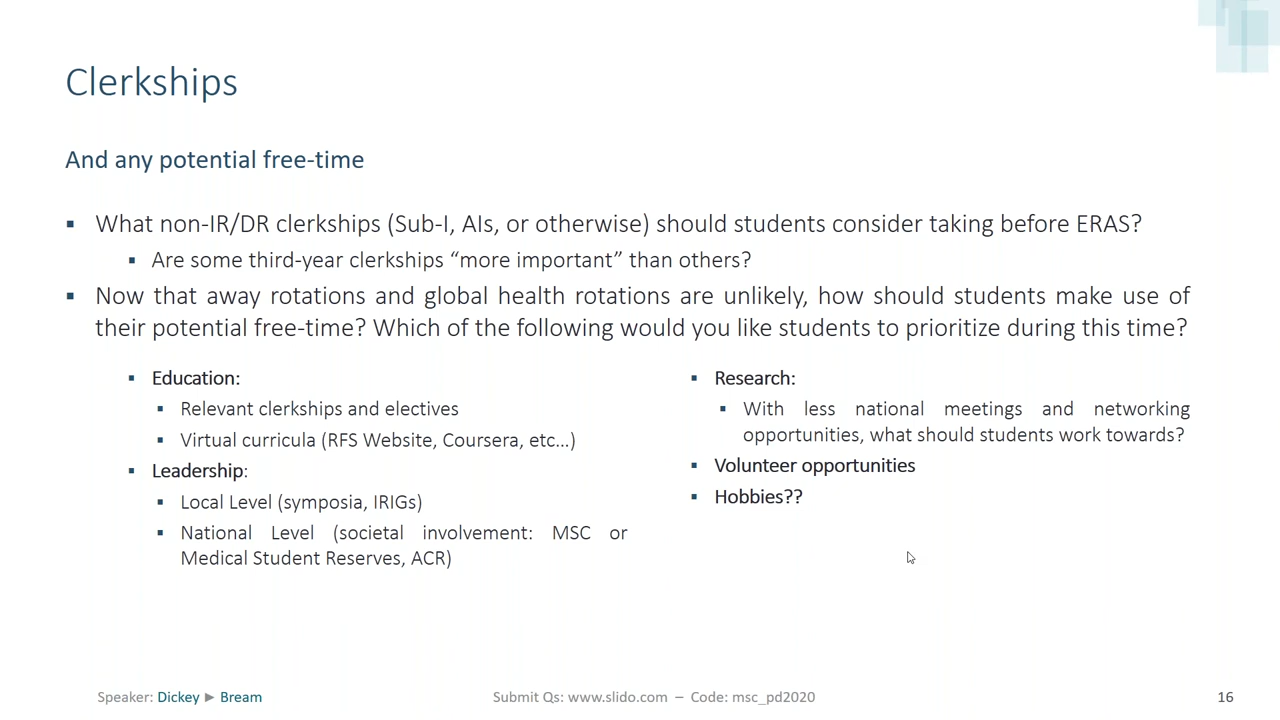 Clerkships
And any potential free-time
▪ What non-IR/DR clerkships (Sub-I, AIs, or otherwise) should students consider taking before ERAS?
▪ Are some third-year clerkships “more important” than others?
▪ Now that away rotations and global health rotations are unlikely, how should students make use of
their potential free-time? Which of the following would you like students to prioritize during this time?
▪ Education:
▪ Relevant clerkships and electives
▪ Virtual curricula (RFS Website, Coursera, etc…)
▪ Leadership:
▪ Local Level (symposia, IRIGs)
▪ National Level (societal involvement: MSC or
Medical Student Reserves, ACR)
▪ Research:
▪ With less national meetings and networking
opportunities, what should students work towards?
▪ Volunteer opportunities
▪ Hobbies??
Speaker: Dickey ► Bream
Submit Qs: www.slido.com – Code: msc_pd2020
16